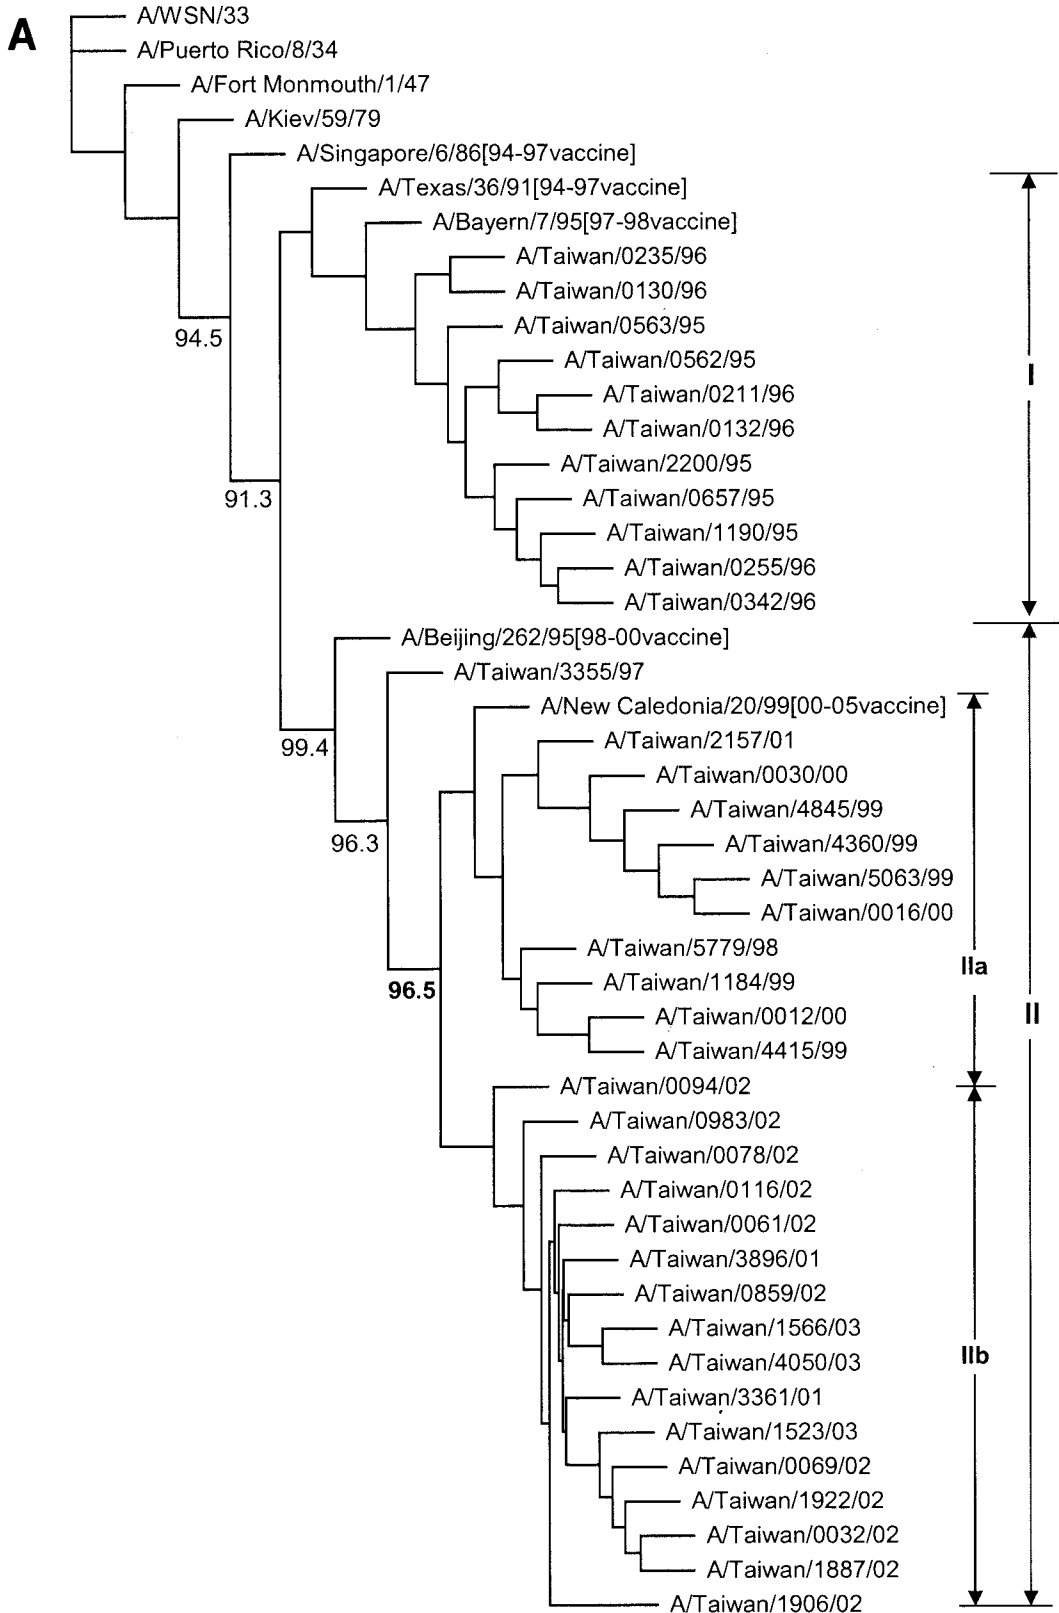 A
A/WSN/33
A/Puerto Rico/8/34
A/Fort Monmouth/1/47
A/Kiev/59/79
A/Singapore/6/86[94-97vaccine]
A/Texas/36/91[94-97vaccine]
A/Bayern/7/95[97-98vaccine]
A/Taiwan/0235/96
A/Taiwan/0130/96
A/Taiwan/0563/95
94.5
A/Taiwan/0562/95
I
A/Taiwan/0211/96
A/Taiwan/0132/96
A/Taiwan/2200/95
91.3
A/Taiwan/0657/95
A/Taiwan/1190/95
A/Taiwan/0255/96
A/Taiwan/0342/96
A/Beijing/262/95[98-00vaccine]
A/Taiwan/3355/97
A/New Caledonia/20/99[00-05vaccine]
A/Taiwan/2157/01
99.4
A/Taiwan/0030/00
A/Taiwan/4845/99
96.3
A/Taiwan/4360/99
A/Taiwan/5063/99
A/Taiwan/0016/00
A/Taiwan/5779/98
IIa
A/Taiwan/1184/99
96.5
A/Taiwan/0012/00
II
A/Taiwan/4415/99
A/Taiwan/0094/02
A/Taiwan/0983/02
A/Taiwan/0078/02
A/Taiwan/0116/02
A/Taiwan/0061/02
A/Taiwan/3896/01
A/Taiwan/0859/02
A/Taiwan/1566/03
IIb
A/Taiwan/4050/03
A/Taiwan/3361/01
A/Taiwan/1523/03
A/Taiwan/0069/02
A/Taiwan/1922/02
A/Taiwan/0032/02
A/Taiwan/1887/02
A/Taiwan/1906/02